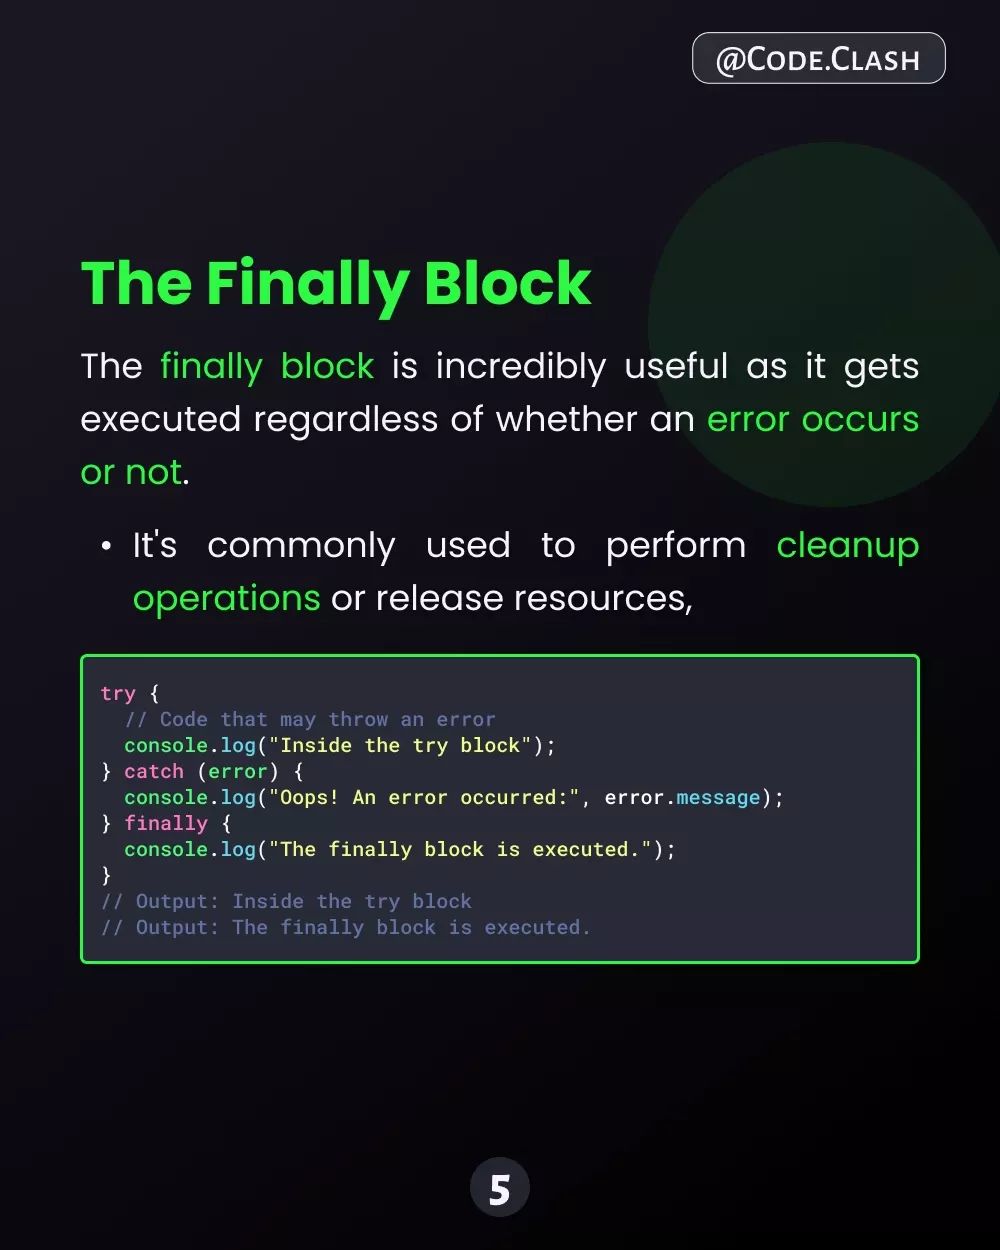 @Code.Clash
The Finally Block
The finally block is incredibly useful as it gets
executed regardless of whether an error occurs
or not.
• It's commonly used to perform cleanup
operations or release resources,
try {
  // Code that may throw an error
  console.log("Inside the try block");
} catch (error) {
  console.log("Oops! An error occurred:", error.message);
} finally {
  console.log("The finally block is executed.");
}
// Output: Inside the try block
// Output: The finally block is executed.
5